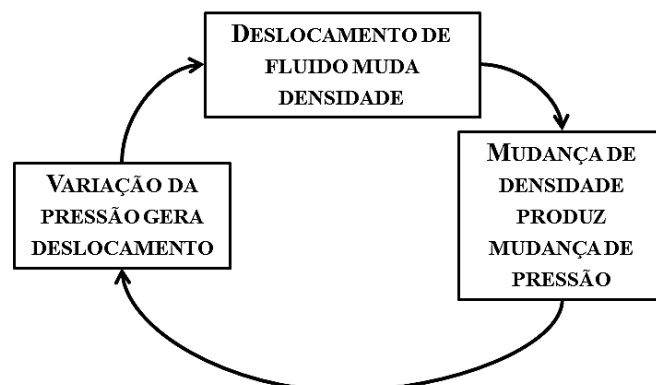 DESLOCAMENTO DE
FLUIDO MUDA
DENSIDADE
MUDANÇA DE
DENSIDADE
PRODUZ
MUDANÇA DE
PRESSÃO
VARIAÇÃO DA
PRESSÃO GERA
DESLOCAMENTO